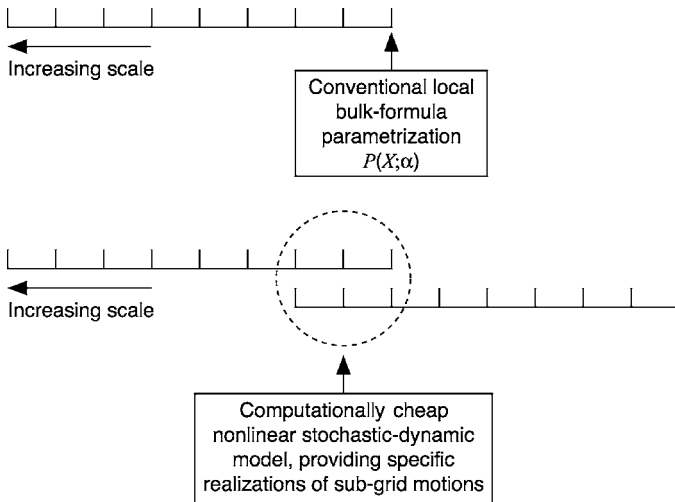 Increasing scale
Conventional local
bulk-formula
parametrization
P(X;α)
Increasing scale
Computationally cheap
nonlinear stochastic-dynamic
model, providing specific
realizations of sub-grid motions